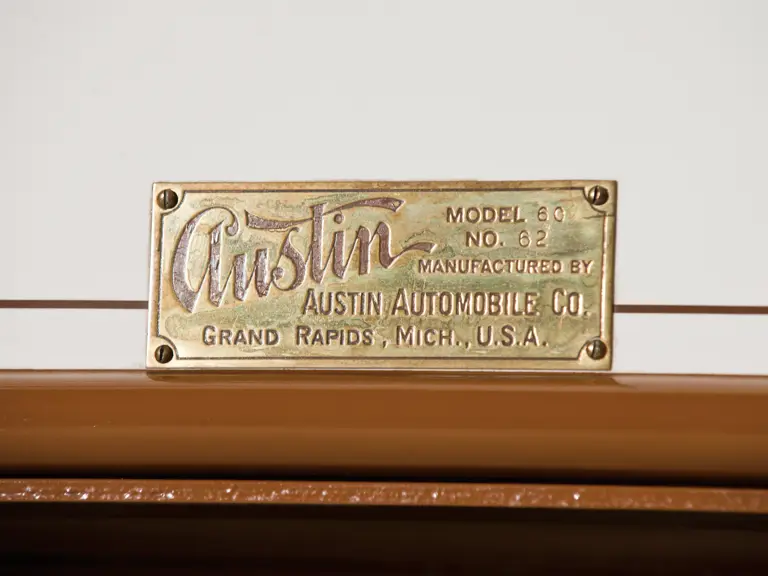 Austin
MODEL 60
NO. 62
MANUFACTURED BY
AUSTIN AUTOMOBILE CO.
GRAND RAPIDS, MICH., U.S.A.